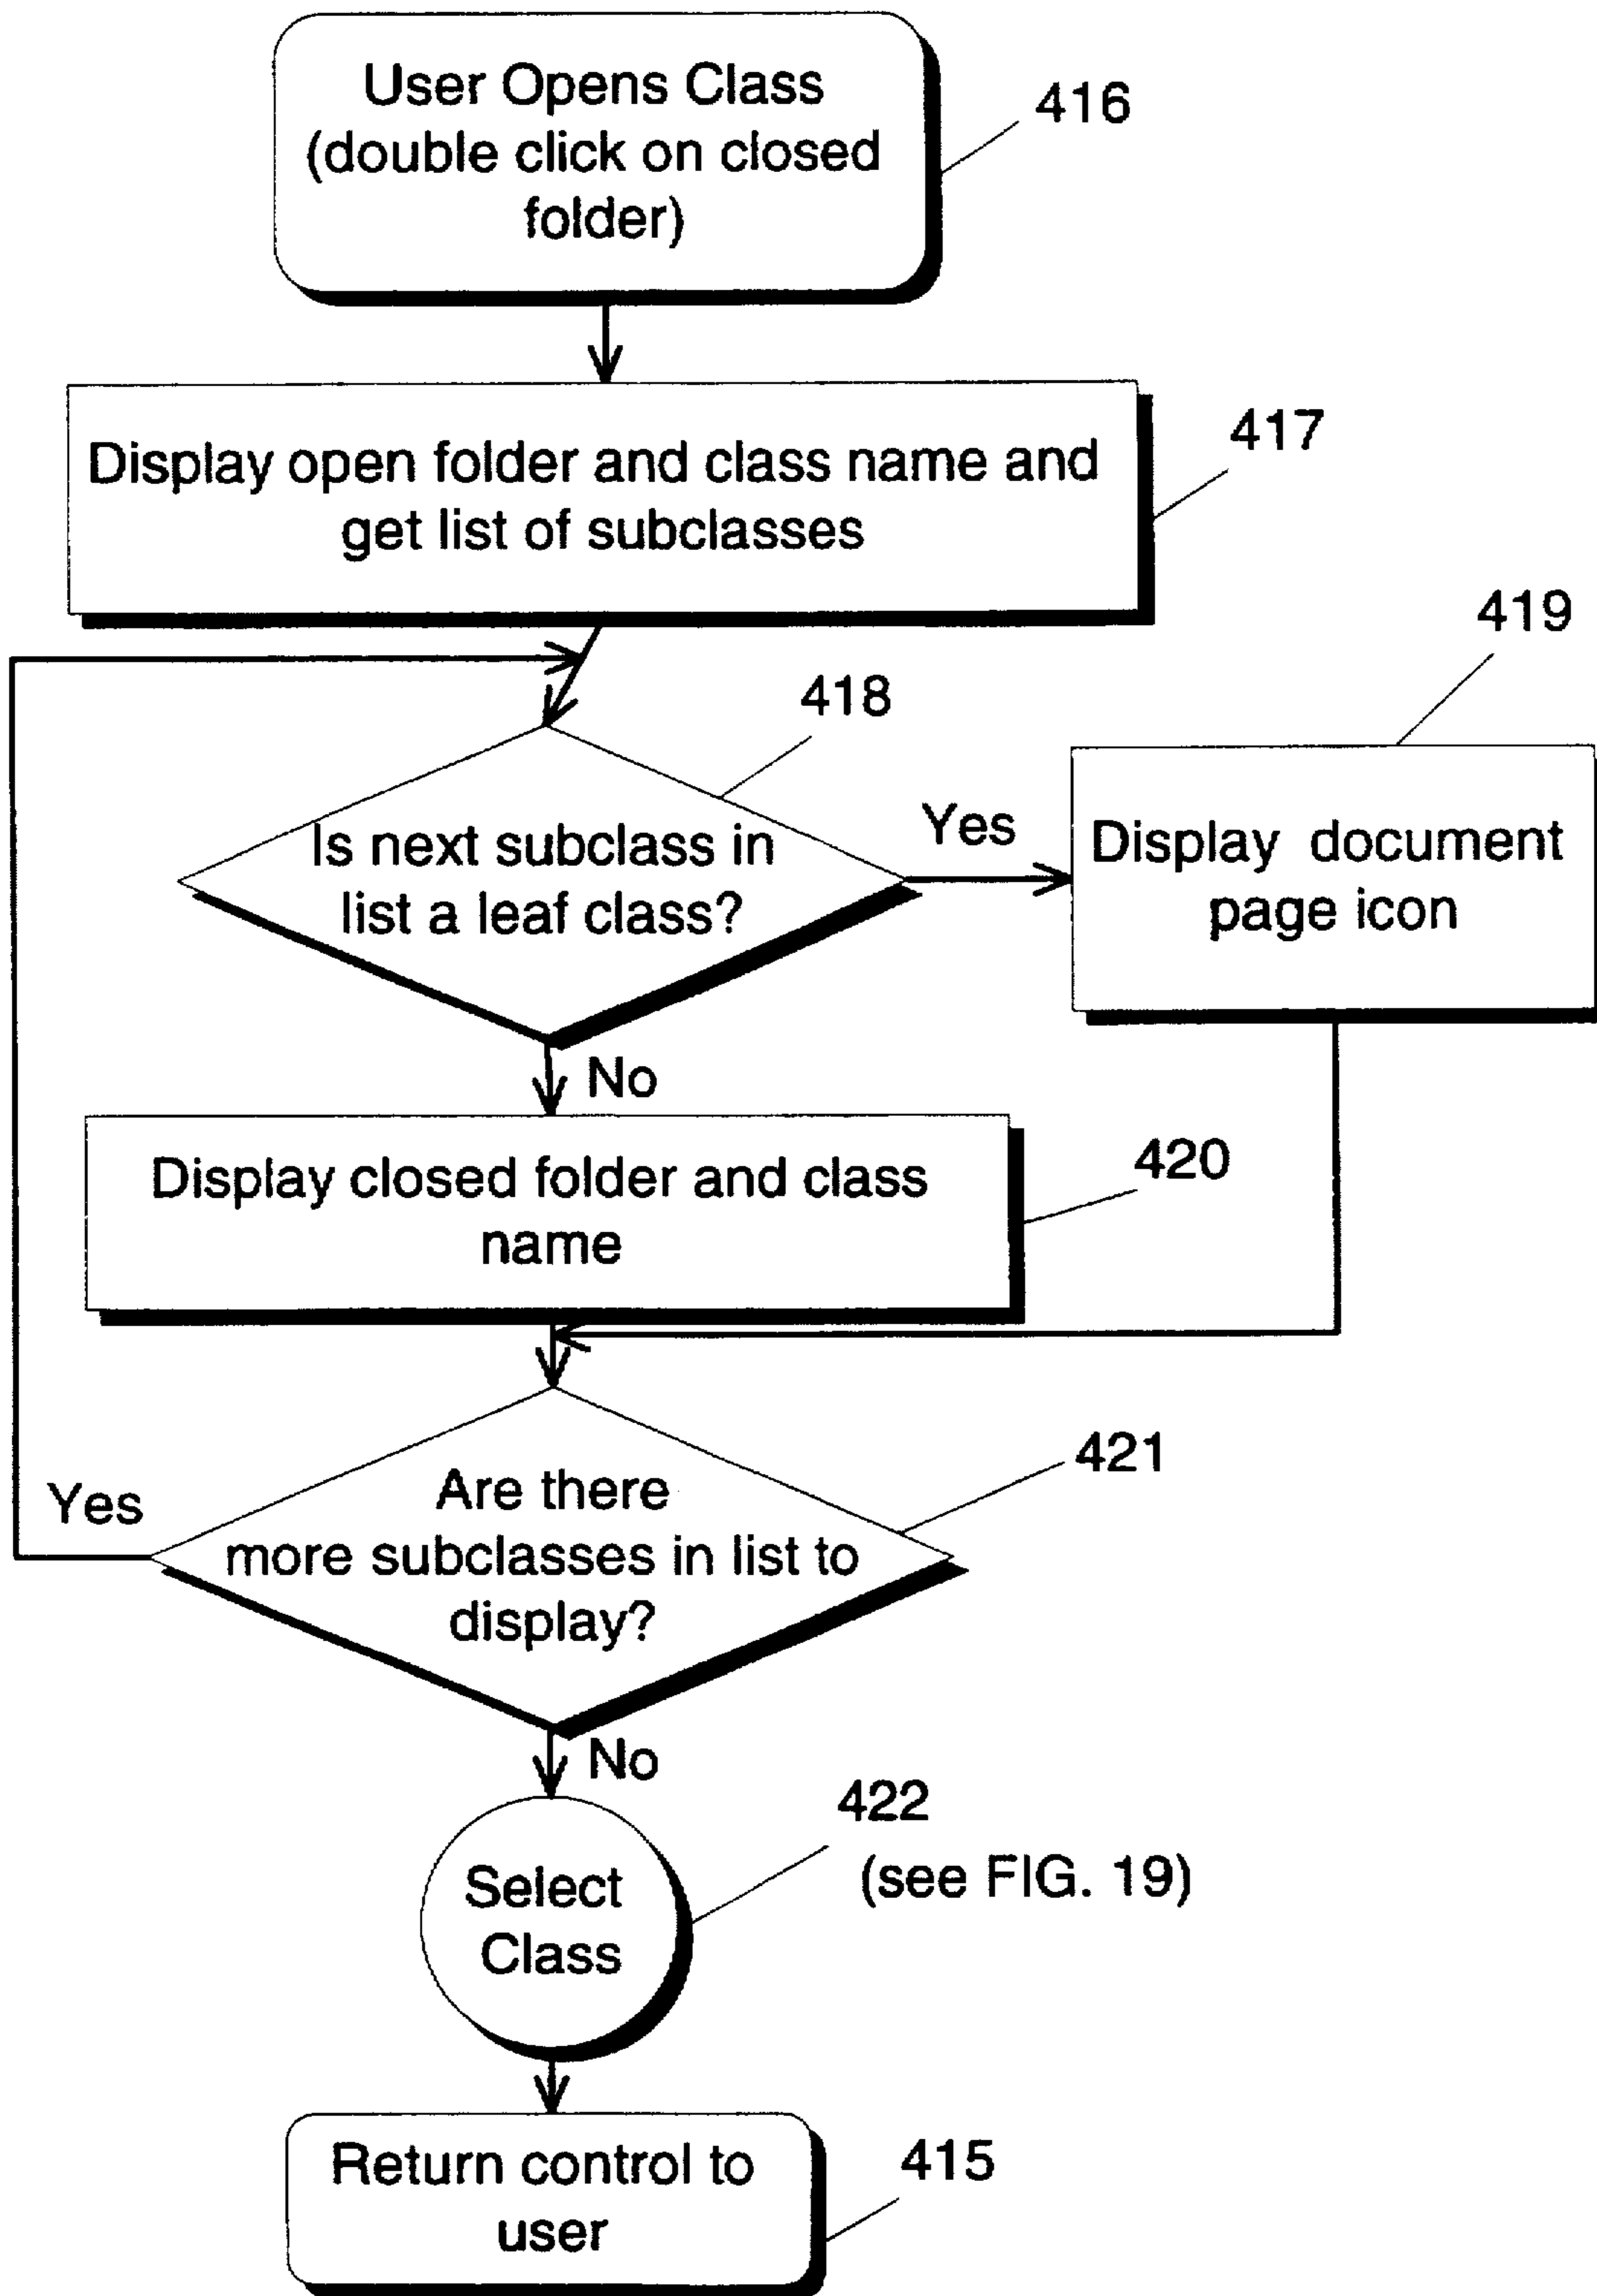 User Opens Class
(double click on closed
folder)
416
Display open folder and class name and
get list of subclasses
417
419
418
Is next subclass in
list a leaf class?
Yes
Display document
page icon
No
Display closed folder and class
name
420
Are there
more subclasses in list to
display?
421
Yes
No
Select
Class
422
(see FIG. 19)
Return control to
user
415